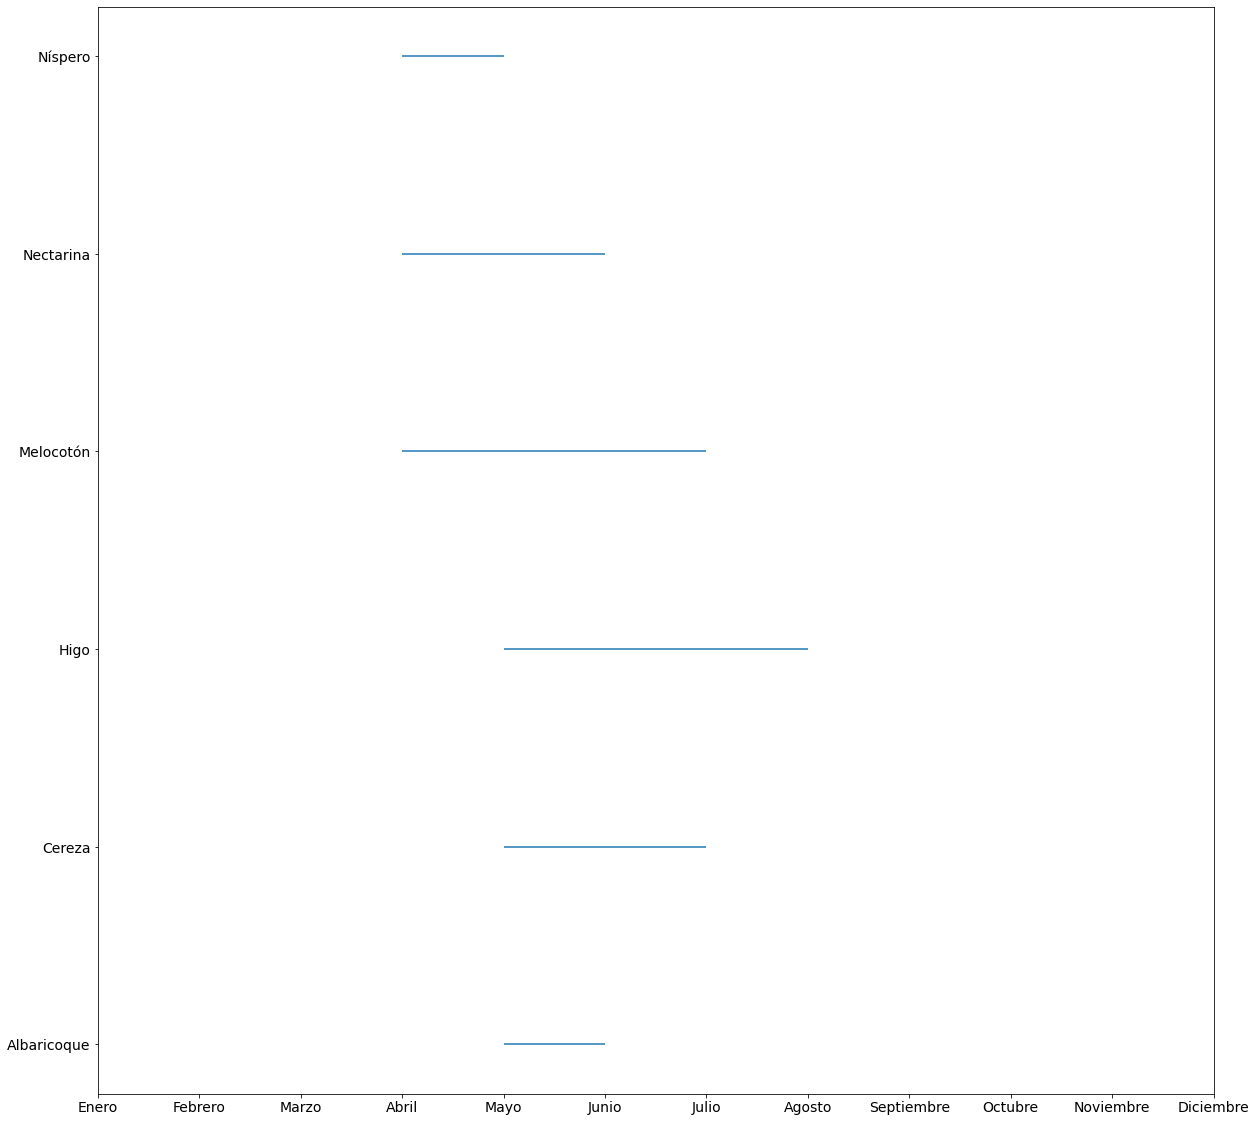 Níspero
Nectarina
Melocotón
Higo
Cereza
Albaricoque
Enero Febrero Marzo Abril Mayo Junio Julio Agosto Septiembre Octubre Noviembre Diciembre